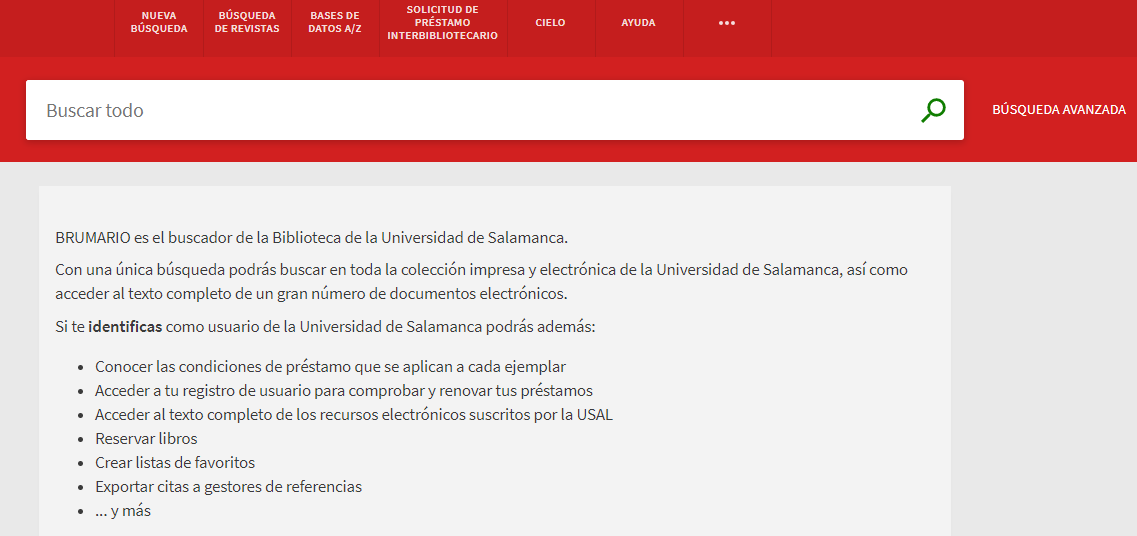 NUEVA
BÚSQUEDA
BÚSQUEDA
DE REVISTAS
BASES DE
DATOS A/Z
SOLICITUD DE
PRÉSTAMO
INTERBIBLIOTECARIO
CIELO
AYUDA
•••
Buscar todo
BÚSQUEDA AVANZADA
BRUMARIO es el buscador de la Biblioteca de la Universidad de Salamanca.
Con una única búsqueda podrás buscar en toda la colección impresa y electrónica de la Universidad de Salamanca, así como
acceder al texto completo de un gran número de documentos electrónicos.
Si te identificas como usuario de la Universidad de Salamanca podrás además:
• Conocer las condiciones de préstamo que se aplican a cada ejemplar
• Acceder a tu registro de usuario para comprobar y renovar tus préstamos
• Acceder al texto completo de los recursos electrónicos suscritos por la USAL
• Reservar libros
• Crear listas de favoritos
• Exportar citas a gestores de referencias
• ... y más